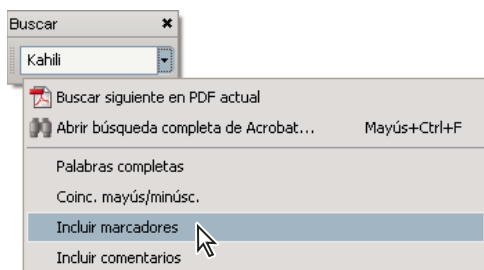 Buscar
Kahili
Buscar siguiente en PDF actual
Abrir búsqueda completa de Acrobat... Mayús+Ctrl+F
Palabras completas
Coinc. mayús/minúsc.
Incluir marcadores
Incluir comentarios